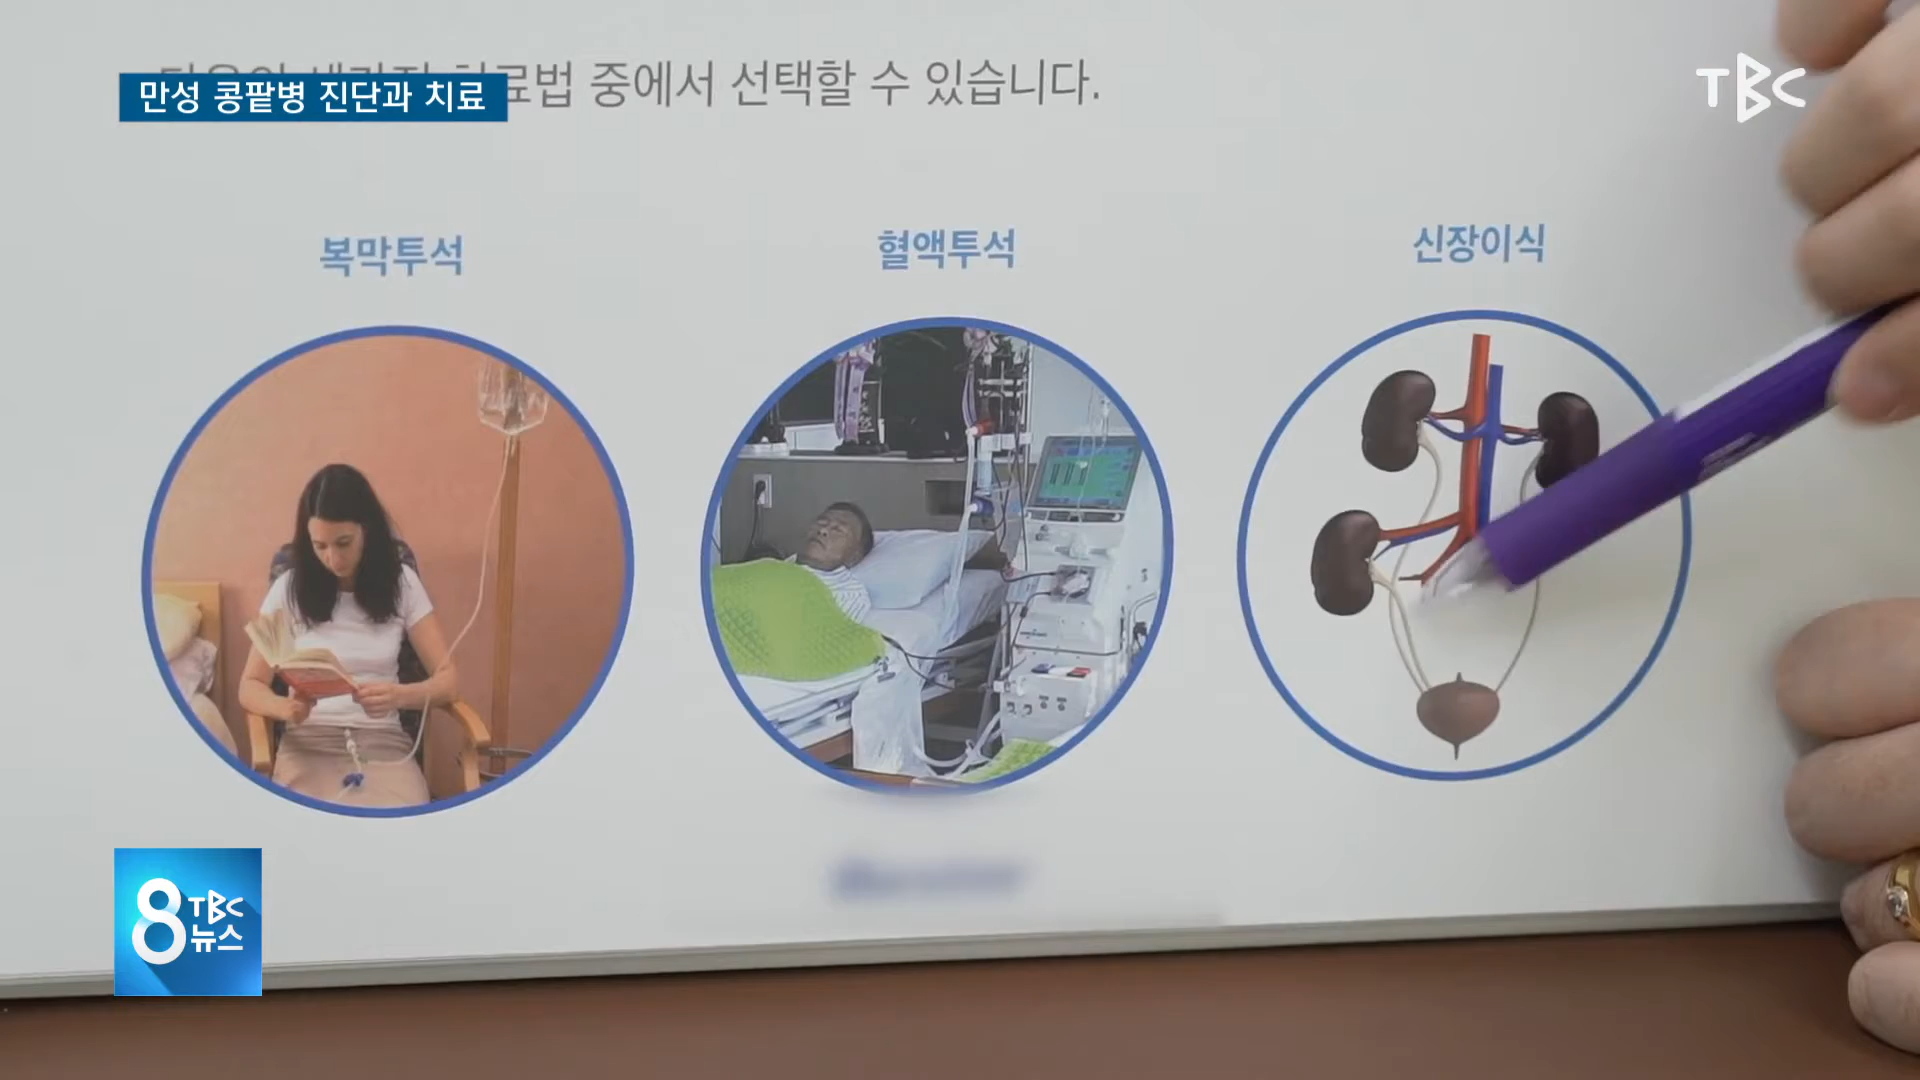 만성 콩팥병 진단과 치료
중에서 선택할 수 있습니다.
TBC
복막투석
혈액투석
신장이식
8 TBC
뉴스